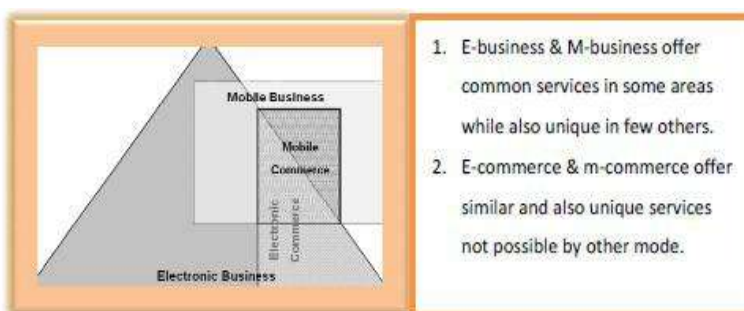 Mobile Business
Mobile
Commerce
Electronic
Commerce
Electronic Business
1. E-business & M-business offer
common services in some areas
while also unique in few others.
2. E-commerce & m-commerce offer
similar and also unique services
not possible by other mode.